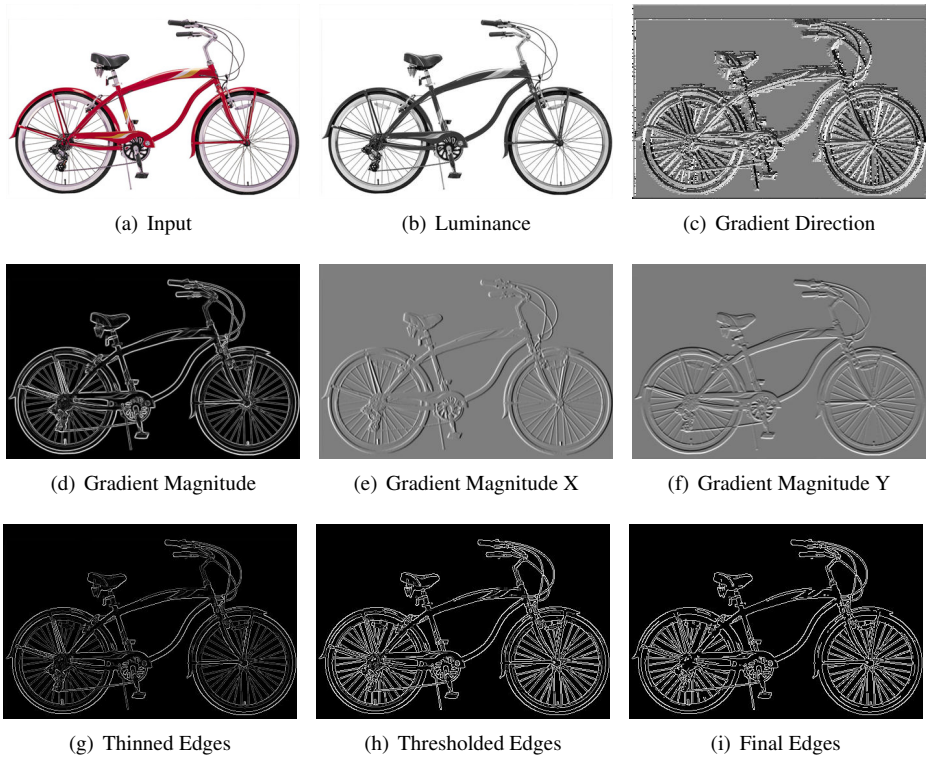 (a) Input
(b) Luminance
(c) Gradient Direction
(d) Gradient Magnitude
(e) Gradient Magnitude X
(f) Gradient Magnitude Y
(g) Thinned Edges
(h) Thresholded Edges
(i) Final Edges